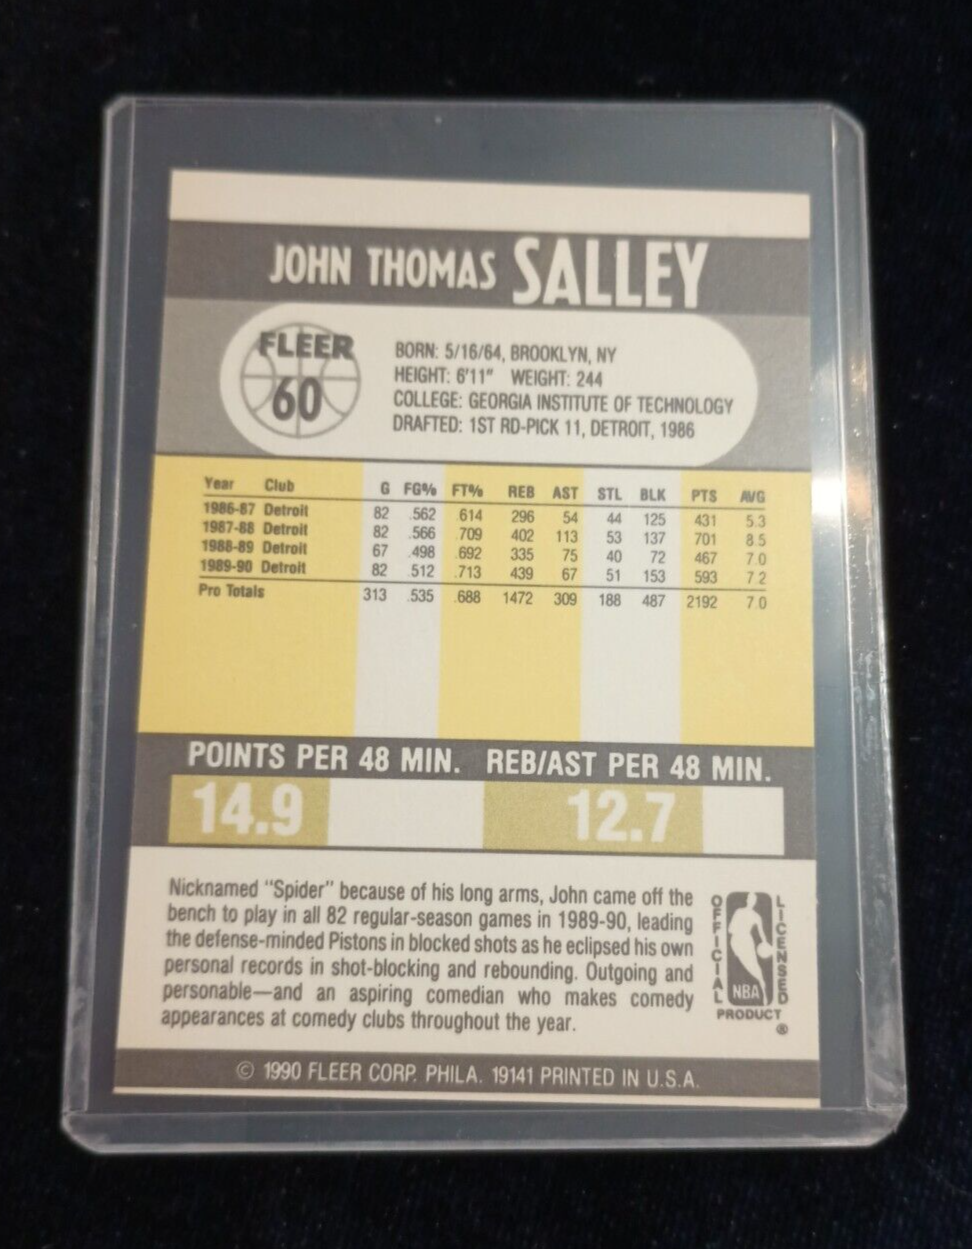 JOHN THOMAS SALLEY
FLEER
60
BORN: 5/16/64, BROOKLYN, NY
HEIGHT: 6'11" WEIGHT: 244
COLLEGE: GEORGIA INSTITUTE OF TECHNOLOGY
DRAFTED: 1ST RD-PICK 11, DETROIT, 1986
Year Club G FG% FT% REB AST STL BLK PTS AVG
1986-87 Detroit 82 .562 .614 296 54 44 125 431 5.3
1987-88 Detroit 82 .566 .709 402 113 53 137 701 8.5
1988-89 Detroit 67 .498 .692 335 75 40 72 467 7.0
1989-90 Detroit 82 .512 .713 439 67 51 153 593 7.2
Pro Totals 313 .535 .688 1472 309 188 487 2192 7.0
POINTS PER 48 MIN. REB/AST PER 48 MIN.
14.9 12.7
Nicknamed "Spider" because of his long arms, John came off the
bench to play in all 82 regular-season games in 1989-90, leading
the defense-minded Pistons in blocked shots as he eclipsed his own
personal records in shot-blocking and rebounding. Outgoing and
personable—and an aspiring comedian who makes comedy
appearances at comedy clubs throughout the year.
OFFICIAL
LICENSED
NBA
PRODUCT
®
© 1990 FLEER CORP. PHILA. 19141 PRINTED IN U.S.A.